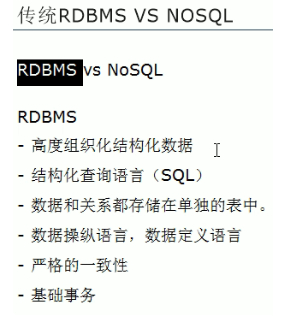 传统RDBMS VS NOSQL
RDBMS vs NoSQL
RDBMS
- 高度组织化结构化数据
- 结构化查询语言（SQL）
- 数据和关系都存储在单独的表中。
- 数据操纵语言，数据定义语言
- 严格的一致性
- 基础事务